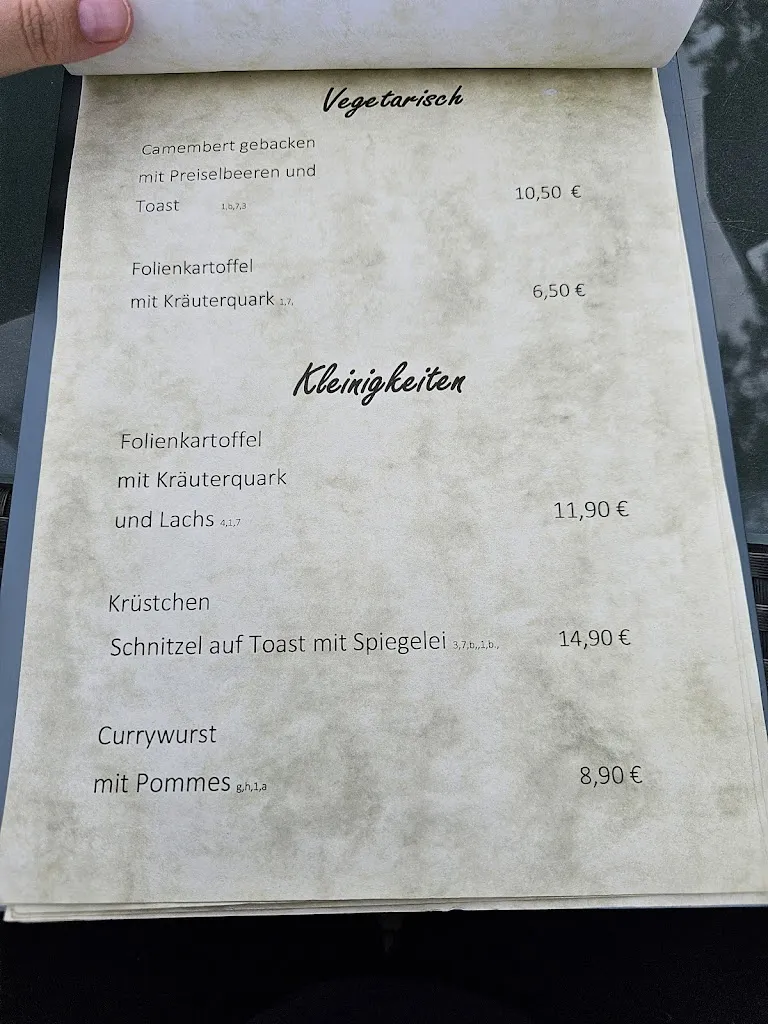 Vegetarisch
Camembert gebacken
mit Preiselbeeren und
Toast 1,b,7,3
10,50 €
Folienkartoffel
mit Kräuterquark 1,7,
6,50 €
Kleinigkeiten
Folienkartoffel
mit Kräuterquark
und Lachs 4,1,7
11,90 €
Krüstchen
Schnitzel auf Toast mit Spiegelei 3,7,b,,1,b,,
14,90 €
Currywurst
mit Pommes g,h,1,a
8,90 €